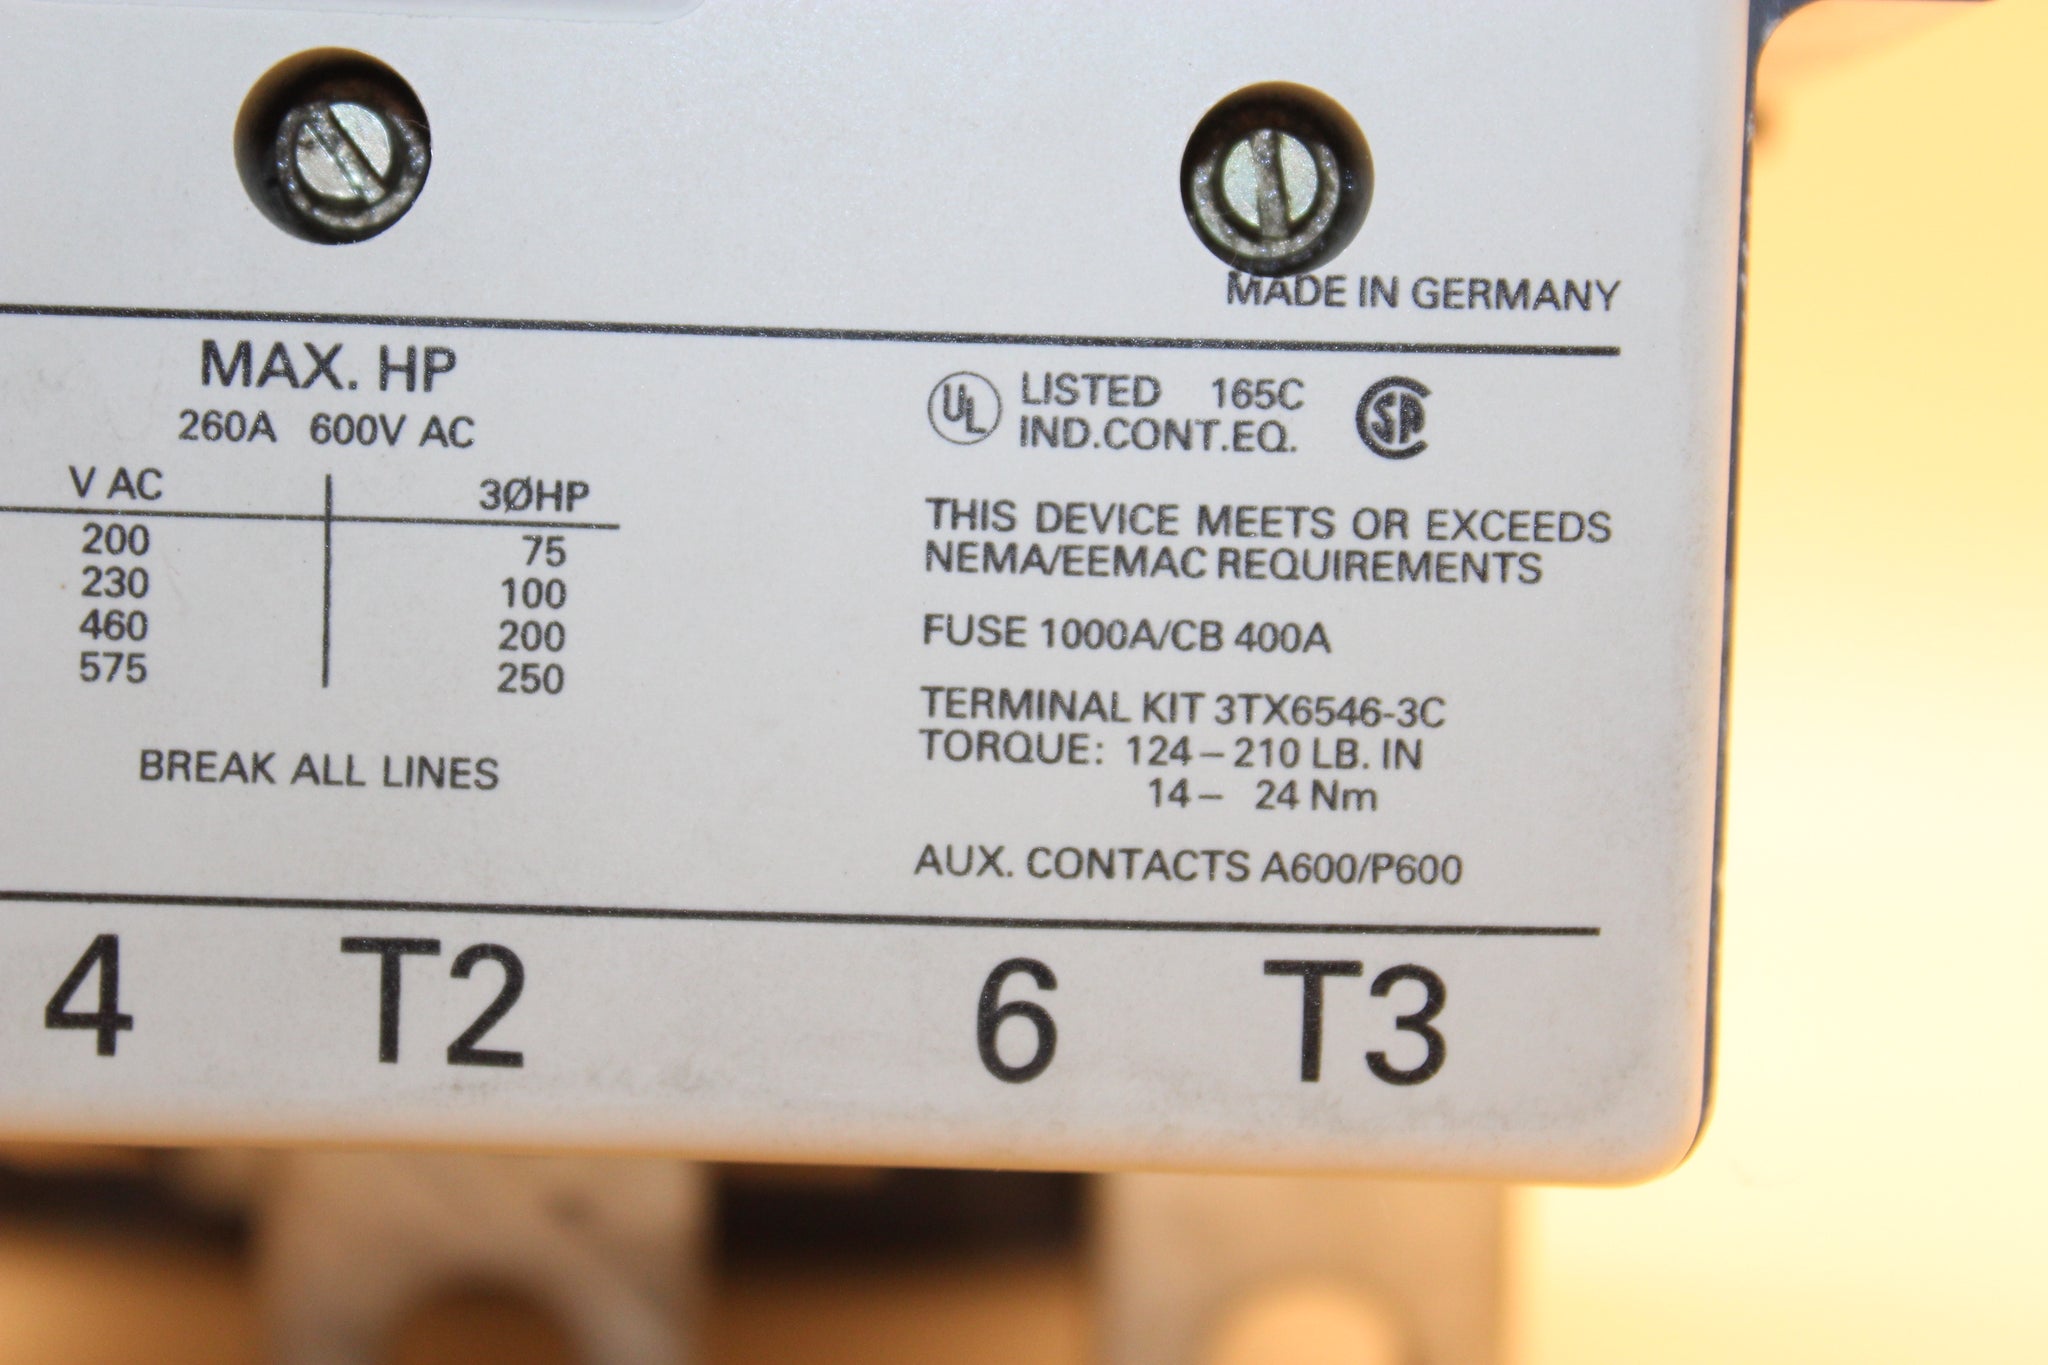 MADE IN GERMANY
MAX. HP
260A 600V AC
V AC 3ØHP
200 75
230 100
460 200
575 250
BREAK ALL LINES
UL LISTED 165C SP
IND.CONT.EQ.
THIS DEVICE MEETS OR EXCEEDS
NEMA/EEMAC REQUIREMENTS
FUSE 1000A/CB 400A
TERMINAL KIT 3TX6546-3C
TORQUE: 124 – 210 LB. IN
14 – 24 Nm
AUX. CONTACTS A600/P600
4 T2 6 T3